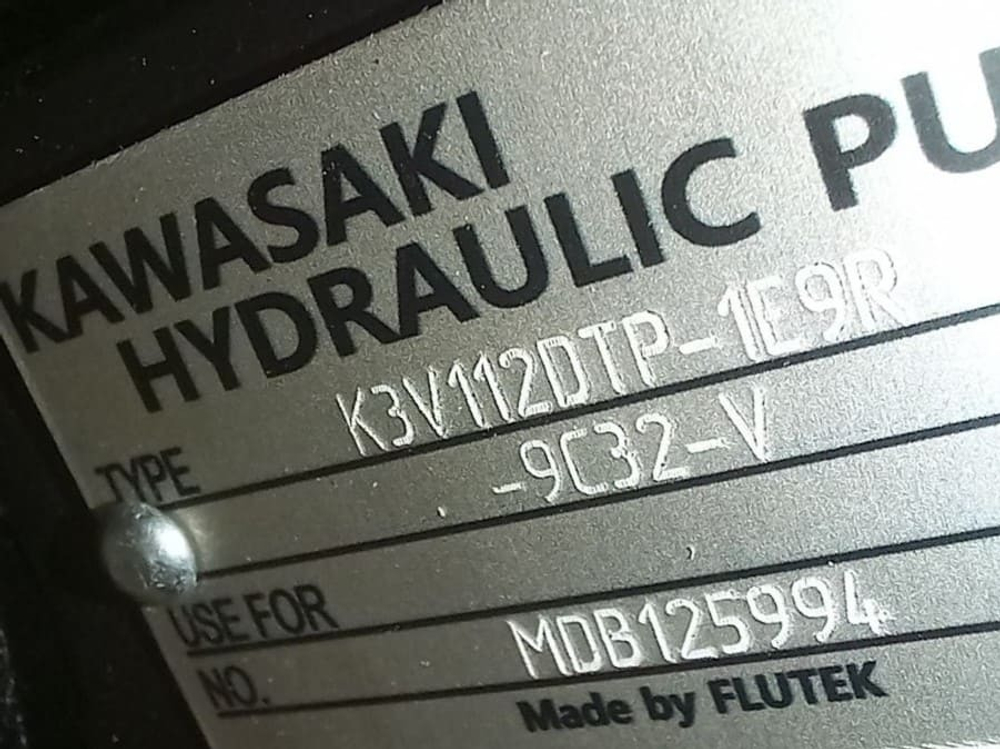 KAWASAKI
HYDRAULIC PU
TYPE K3V112DTP-1E9R
-9C32-V
USE FOR
NO. MDB125994
Made by FLUTEK